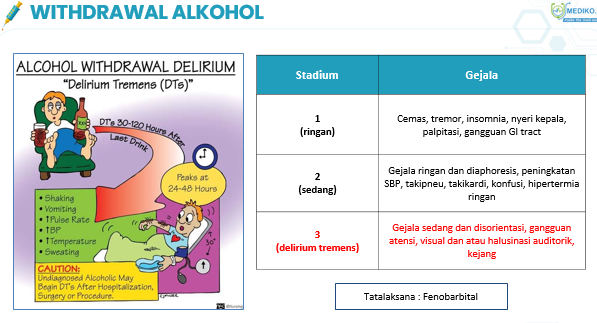 WITHDRAWAL ALKOHOL
MEDIKO.
ALCOHOL WITHDRAWAL DELIRIUM
"Delirium Tremens (DTs)"
DT's 30-120 Hours After
Last Drink
Peaks at
24-48 Hours
• Shaking
• Vomiting
• ↑Pulse Rate
• ↑BP
• ↑Temperature
• Sweating
30°
CAUTION:
Undiagnosed Alcoholic May
Begin DT's After Hospitalization,
Surgery or Procedure.
Stadium
Gejala
1
(ringan)
Cemas, tremor, insomnia, nyeri kepala,
palpitasi, gangguan GI tract
2
(sedang)
Gejala ringan dan diaphoresis, peningkatan
SBP, takipneu, takikardi, konfusi, hipertermia
ringan
3
(delirium tremens)
Gejala sedang dan disorientasi, gangguan
atensi, visual dan atau halusinasi auditorik,
kejang
Tatalaksana : Fenobarbital